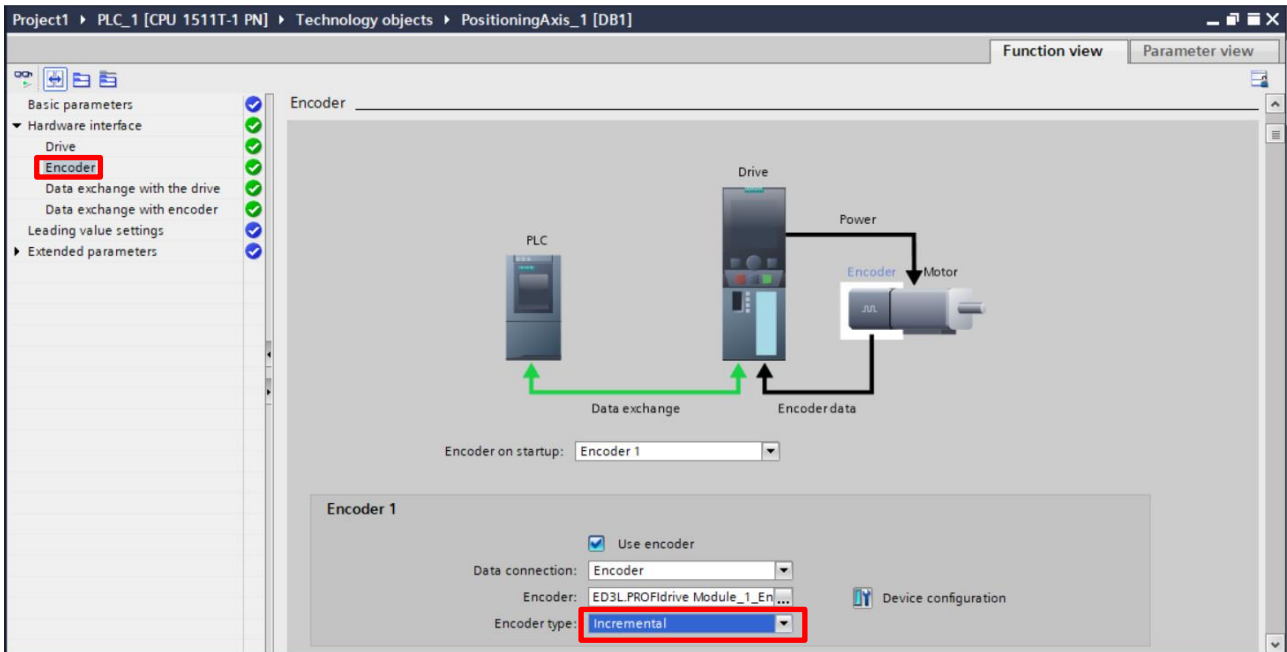 Project1 ▸ PLC_1 [CPU 1511T-1 PN] ▸ Technology objects ▸ PositioningAxis_1 [DB1]
Function view
Parameter view
Basic parameters
Hardware interface
Drive
Encoder
Data exchange with the drive
Data exchange with encoder
Leading value settings
Extended parameters
Encoder
Drive
Power
PLC
Encoder
Motor
Data exchange
Encoder data
Encoder on startup: Encoder 1
Encoder 1
Use encoder
Data connection: Encoder
Encoder: ED3L.PROFIdrive Module_1_En ...
Device configuration
Encoder type: Incremental